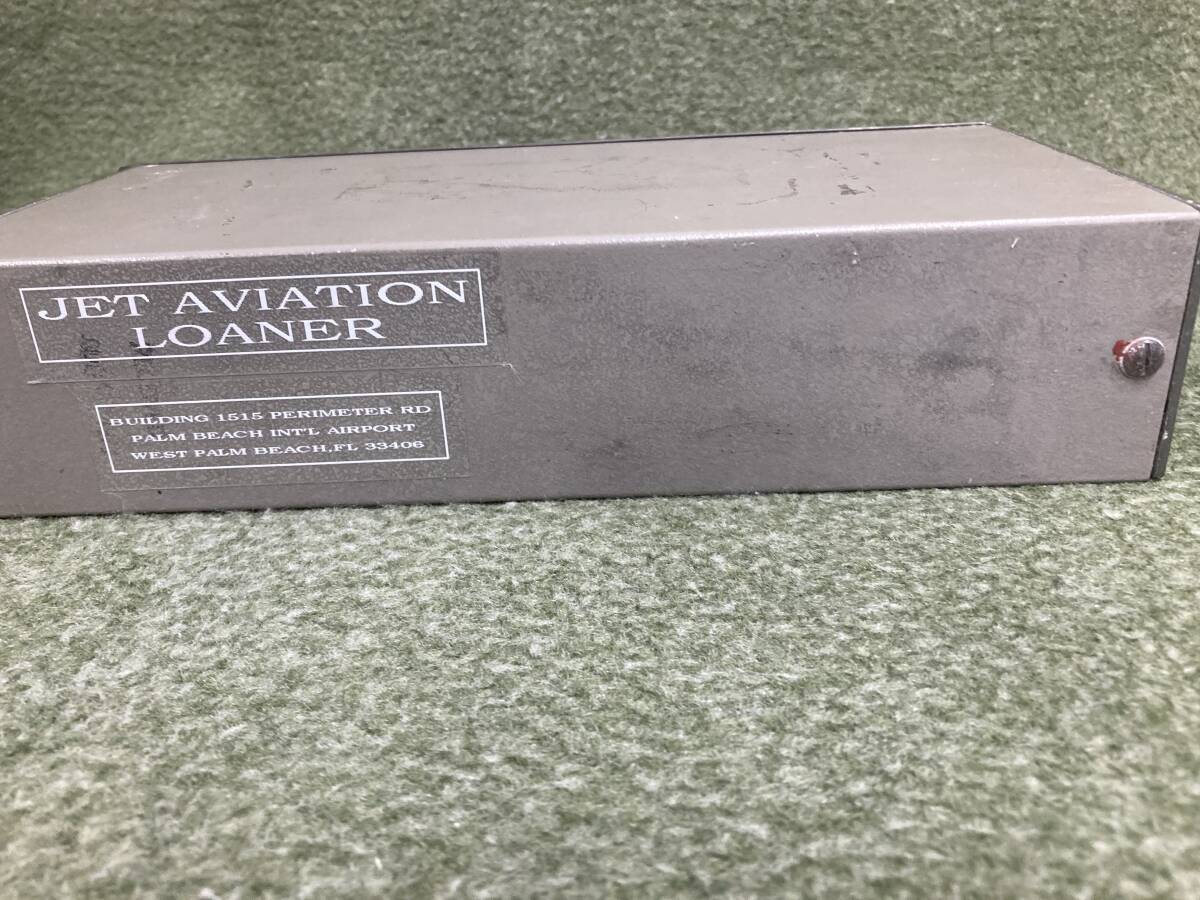 JET AVIATION
LOANER
BUILDING 1515 PERIMETER RD
PALM BEACH INT'L AIRPORT
WEST PALM BEACH,FL 33406